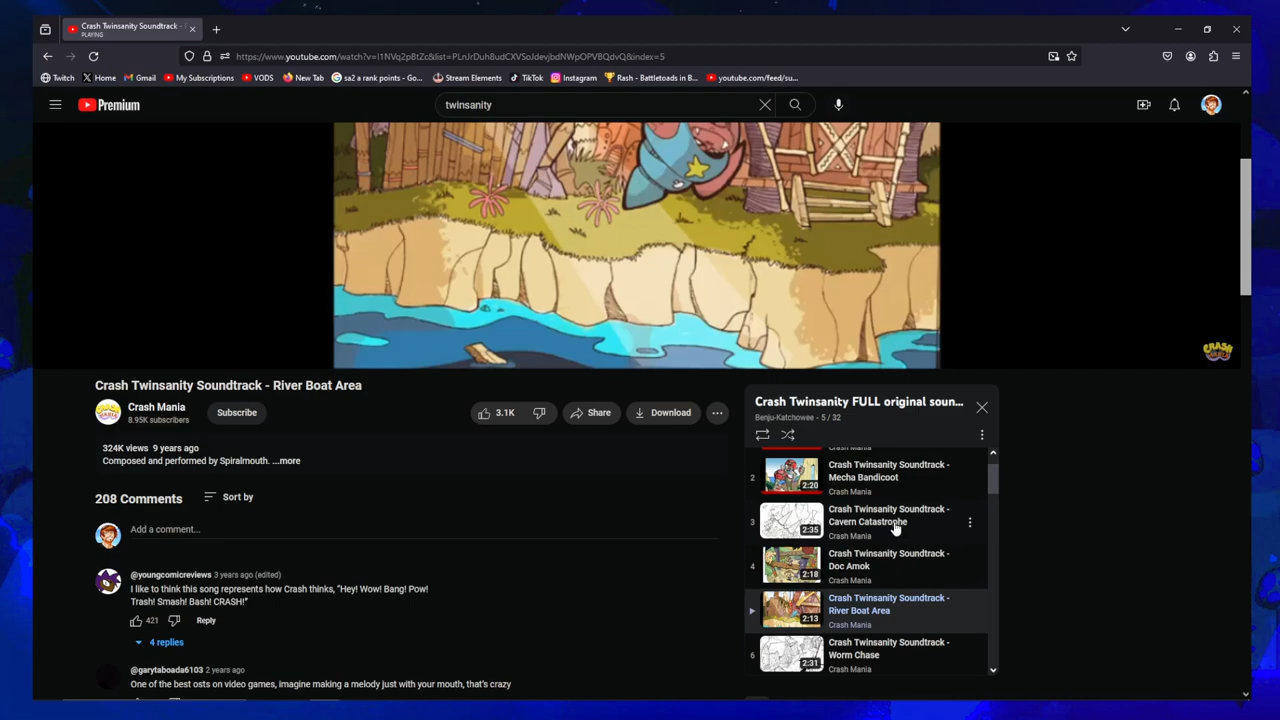 Crash Twinsanity Soundtrack -
PLAYING
https://www.youtube.com/watch?v=I1NVq2pBtZc&list=PLnJrDuh8udCXVSoJdevjbdNWpOPVBQdvQ&index=5
Twitch Home Gmail My Subscriptions VODS New Tab sa2 a rank points - Go... Stream Elements TikTok Instagram Rash - Battletoads in B... youtube.com/feed/su...
Premium
twinsanity
CRASH
Crash Twinsanity Soundtrack - River Boat Area
Crash Mania
8.95K subscribers
Subscribe
3.1K
Share
Download
324K views 9 years ago
Composed and performed by Spiralmouth. ...more
208 Comments
Sort by
Add a comment...
@youngcomicreviews 3 years ago (edited)
I like to think this song represents how Crash thinks, "Hey! Wow! Bang! Pow!
Trash! Smash! Bash! CRASH!"
421
Reply
4 replies
@garytaboada6103 2 years ago
One of the best osts on video games, imagine making a melody just with your mouth, that's crazy
Crash Twinsanity FULL original soun...
Benju-Katchowee - 5 / 32
Crash Mania
2
2:20
Crash Twinsanity Soundtrack -
Mecha Bandicoot
Crash Mania
3
2:35
Crash Twinsanity Soundtrack -
Cavern Catastrophe
Crash Mania
4
2:18
Crash Twinsanity Soundtrack -
Doc Amok
Crash Mania
2:13
Crash Twinsanity Soundtrack -
River Boat Area
Crash Mania
6
2:31
Crash Twinsanity Soundtrack -
Worm Chase
Crash Mania